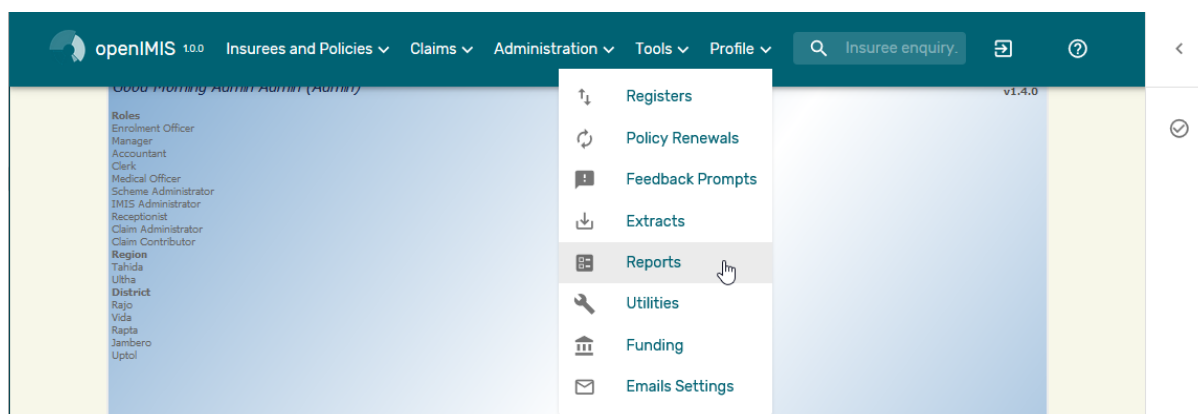 openIMIS 1.0.0 Insurees and Policies Claims Administration Tools Profile Insuree enquiry.
Good Morning Admin Admin (Admin)
v1.4.0
Roles
Enrolment Officer
Manager
Accountant
Clerk
Medical Officer
Scheme Administrator
IMIS Administrator
Receptionist
Claim Administrator
Claim Contributor
Region
Tahida
Ultha
District
Rajo
Vida
Rapta
Jambero
Uptol
Registers
Policy Renewals
Feedback Prompts
Extracts
Reports
Utilities
Funding
Emails Settings